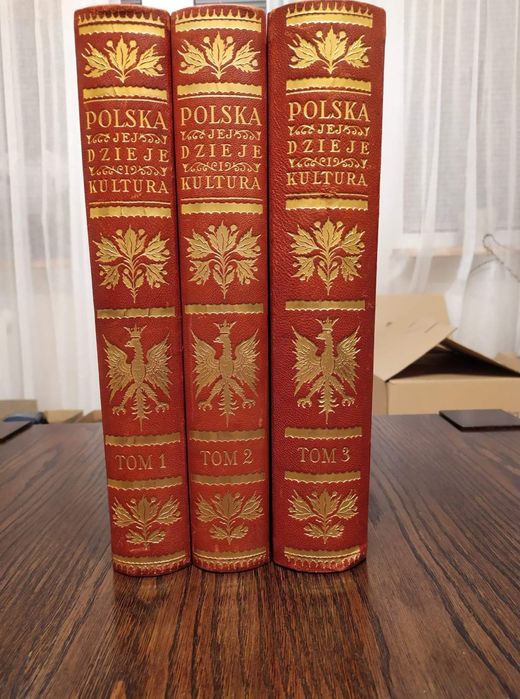 POLSKA
JEJ
DZIEJE
I
KULTURA
TOM 1
POLSKA
JEJ
DZIEJE
I
KULTURA
TOM 2
POLSKA
JEJ
DZIEJE
I
KULTURA
TOM 3